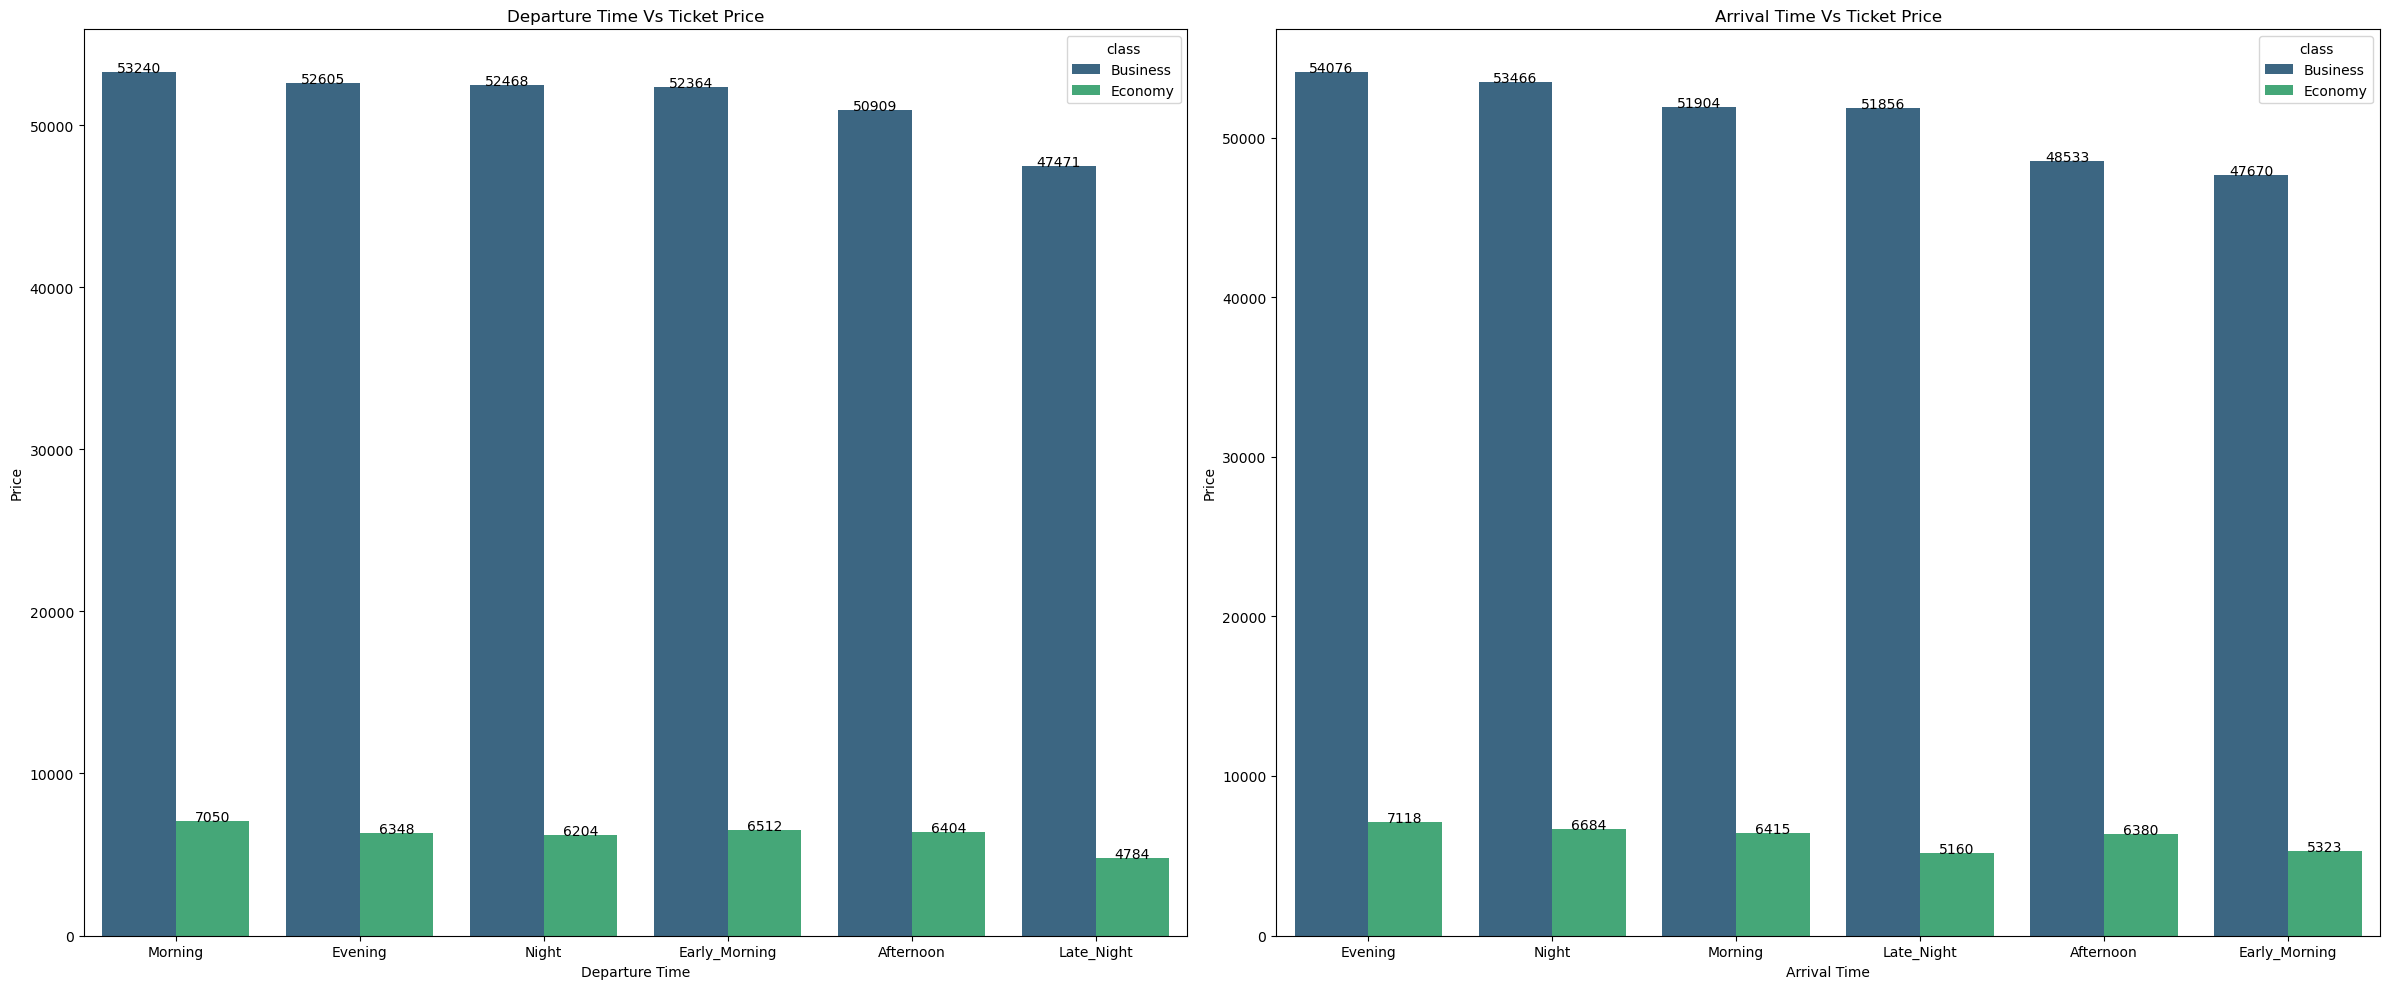 Departure Time Vs Ticket Price
class
Business
Economy
53240
52605
52468
52364
50909
47471
7050
6348
6204
6512
6404
4784
50000
40000
30000
20000
10000
0
Price
Morning
Evening
Night
Early_Morning
Afternoon
Late_Night
Departure Time
Arrival Time Vs Ticket Price
class
Business
Economy
54076
53466
51904
51856
48533
47670
7118
6684
6415
5160
6380
5323
50000
40000
30000
20000
10000
0
Price
Evening
Night
Morning
Late_Night
Afternoon
Early_Morning
Arrival Time